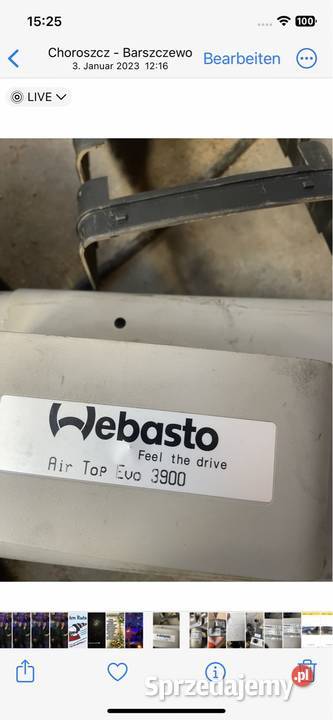 15:25
100
Choroszcz - Barszczewo
3. Januar 2023 12:16
Bearbeiten
LIVE
Webasto
Feel the drive
Air Top Evo 3900
Sprzedajemy.pl